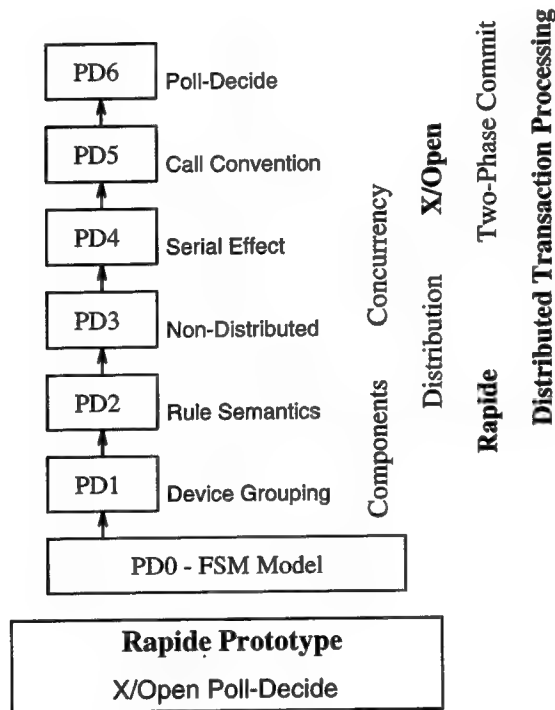 PD6 Poll-Decide
PD5 Call Convention
PD4 Serial Effect
PD3 Non-Distributed
PD2 Rule Semantics
PD1 Device Grouping
PD0 - FSM Model
Rapide Prototype
X/Open Poll-Decide
Components Concurrency
Distribution X/Open
Rapide Two-Phase Commit
Distributed Transaction Processing